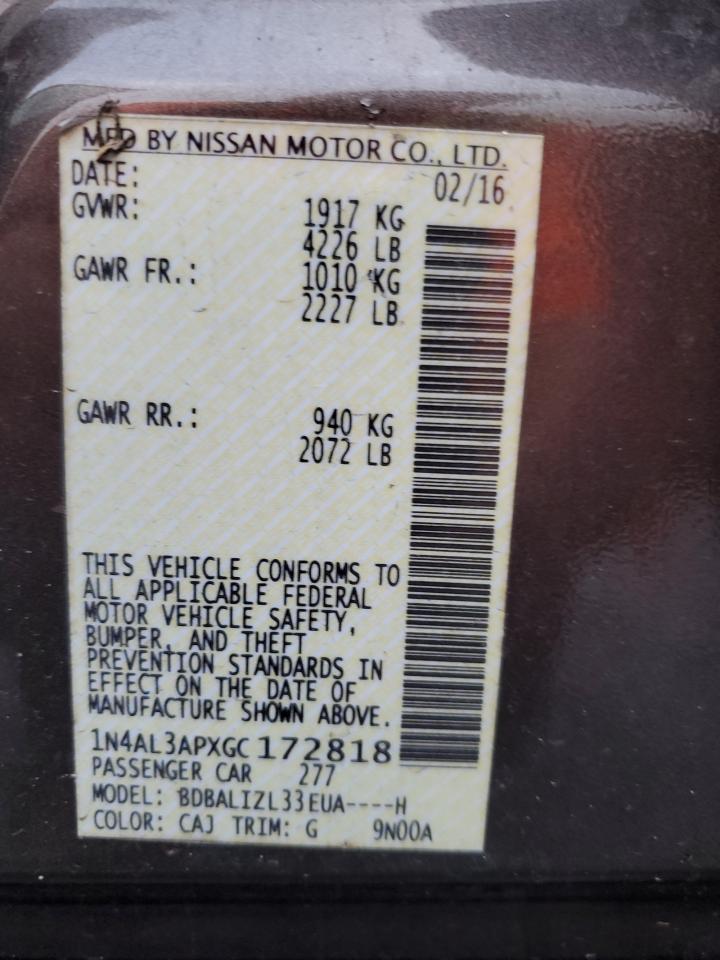 MFD BY NISSAN MOTOR CO., LTD.
DATE: 02/16
GVWR: 1917 KG
4226 LB
GAWR FR.: 1010 KG
2227 LB
GAWR RR.: 940 KG
2072 LB
THIS VEHICLE CONFORMS TO
ALL APPLICABLE FEDERAL
MOTOR VEHICLE SAFETY,
BUMPER, AND THEFT
PREVENTION STANDARDS IN
EFFECT ON THE DATE OF
MANUFACTURE SHOWN ABOVE.
1N4AL3APXGC172818
PASSENGER CAR 277
MODEL: BDBALIZL33EUA----H
COLOR: CAJ TRIM: G 9N00A